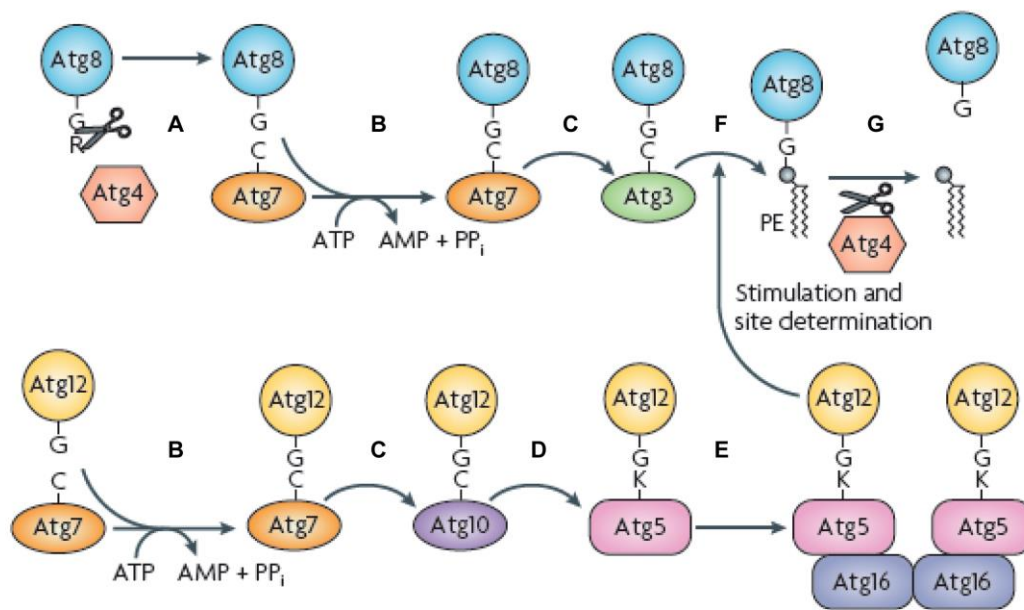 Atg8
G
R
A
Atg4
Atg8
G
C
Atg7
B
ATP
AMP + PPi
Atg8
G
C
Atg7
C
Atg8
G
C
Atg3
F
Atg8
G
PE
G
Atg4
Atg8
G
Stimulation and
site determination
Atg12
G
C
Atg7
B
ATP
AMP + PPi
Atg12
G
C
Atg7
C
Atg12
G
C
Atg10
D
Atg12
G
K
Atg5
E
Atg12
G
K
Atg5
Atg16
Atg12
G
K
Atg5
Atg16